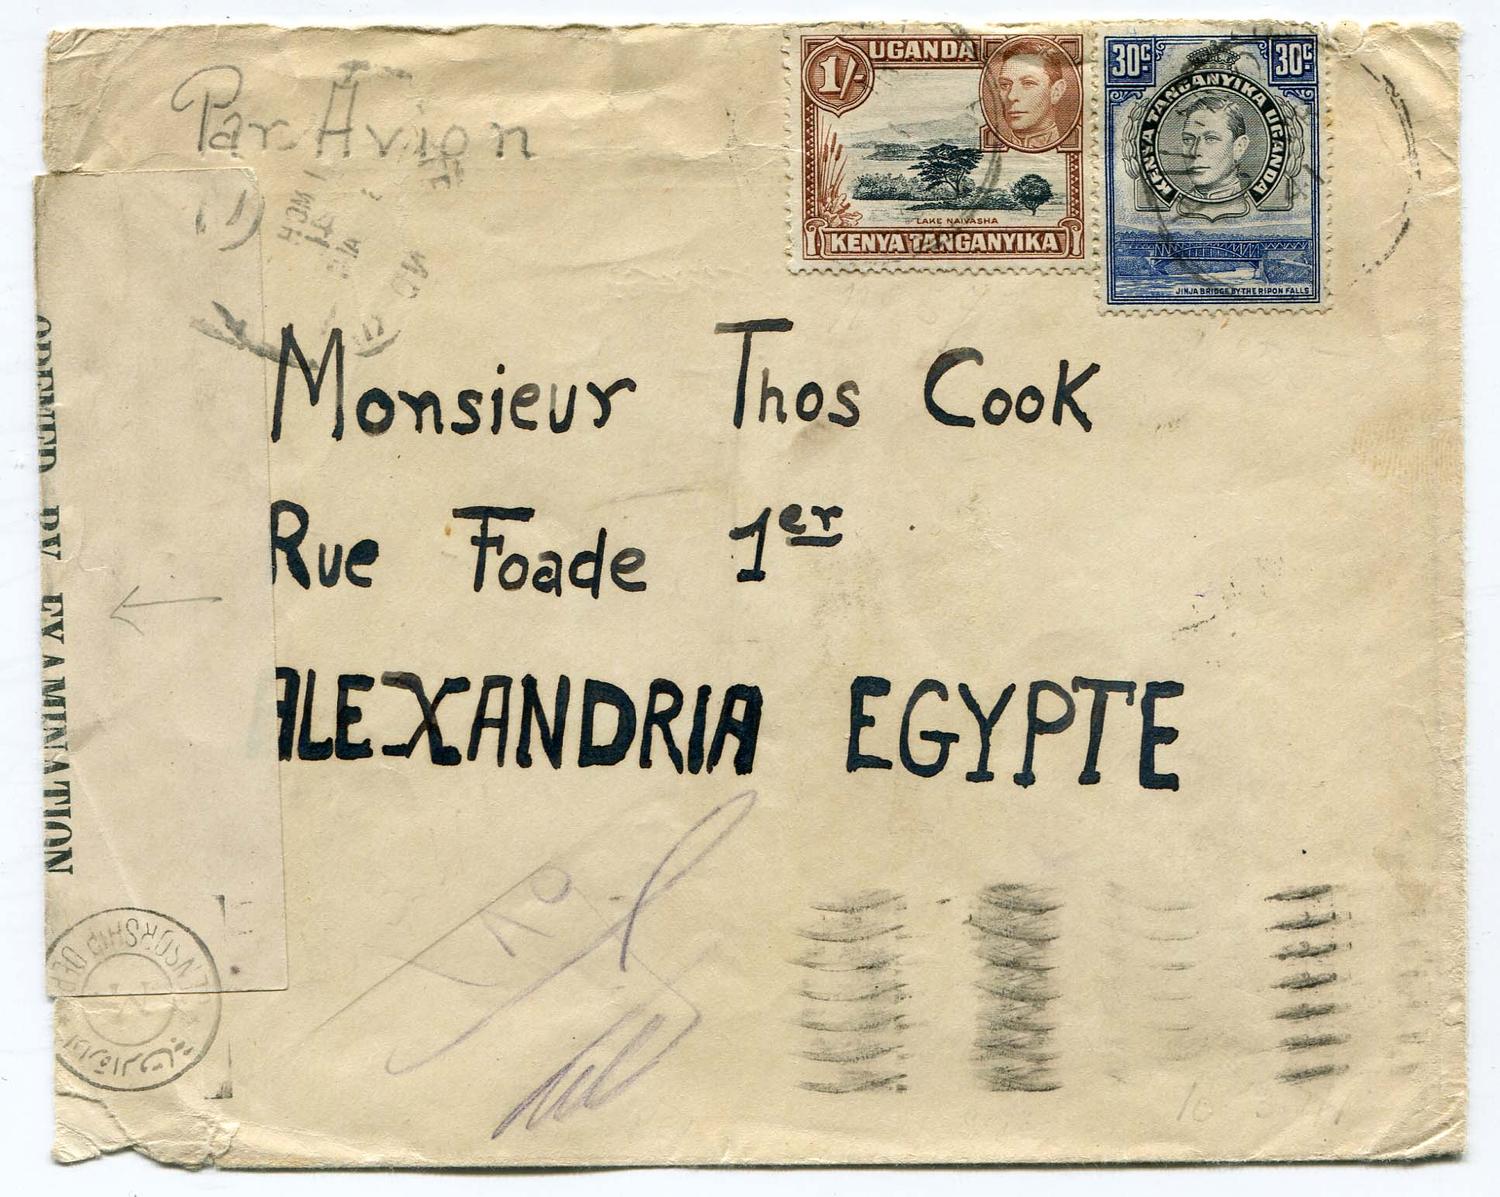 Par Avion
UGANDA
1/-
LAKE NAIVASHA
KENYA TANGANYIKA
30C. 30C.
KENYA TANGANYIKA UGANDA
JINJA BRIDGE BY THE RIPON FALLS
(1)
Monsieur Thos Cook
Rue Foade 1er
ALEXANDRIA EGYPTE
OPENED BY EXAMINATION